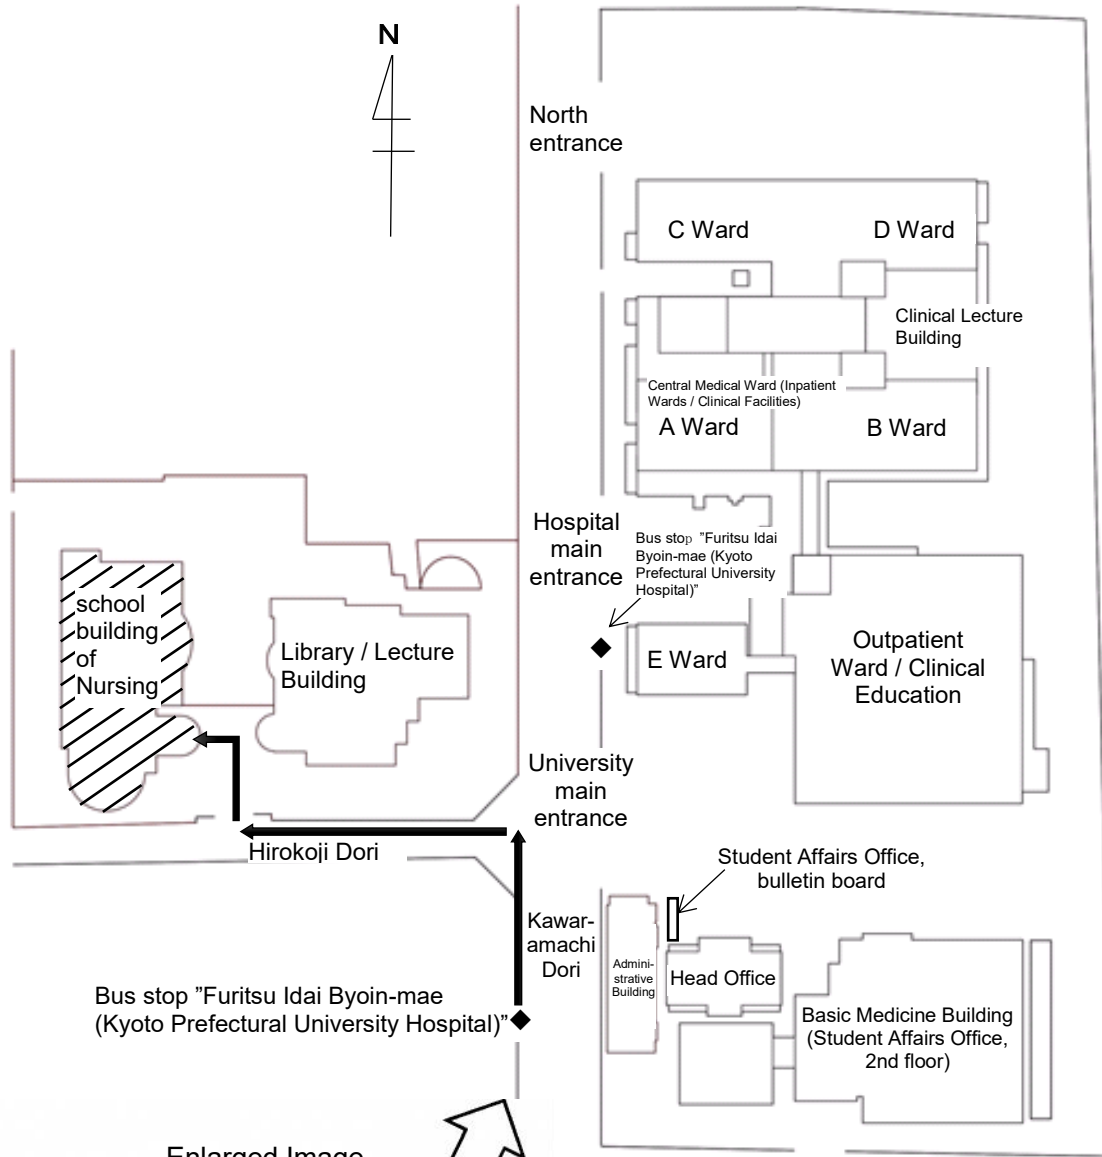 N
North
entrance
C Ward
D Ward
Clinical Lecture
Building
Central Medical Ward (Inpatient
Wards / Clinical Facilities)
A Ward
B Ward
Hospital
main
entrance
Bus stop ”Furitsu Idai
Byoin-mae (Kyoto
Prefectural University
Hospital)”
school
building
of
Nursing
Library / Lecture
Building
E Ward
Outpatient
Ward / Clinical
Education
University
main
entrance
Hirokoji Dori
Student Affairs Office,
bulletin board
Kawar-
amachi
Dori
Admini-
strative
Building
Head Office
Bus stop ”Furitsu Idai Byoin-mae
(Kyoto Prefectural University Hospital)”
Basic Medicine Building
(Student Affairs Office,
2nd floor)
Enlarged Image